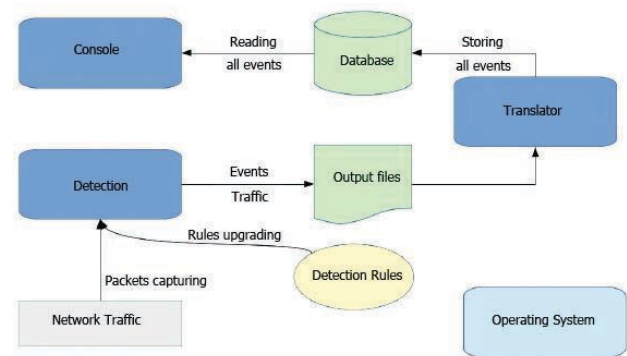 Console
Reading
all events
Database
Storing
all events
Translator
Detection
Events
Traffic
Output files
Rules upgrading
Detection Rules
Packets capturing
Network Traffic
Operating System